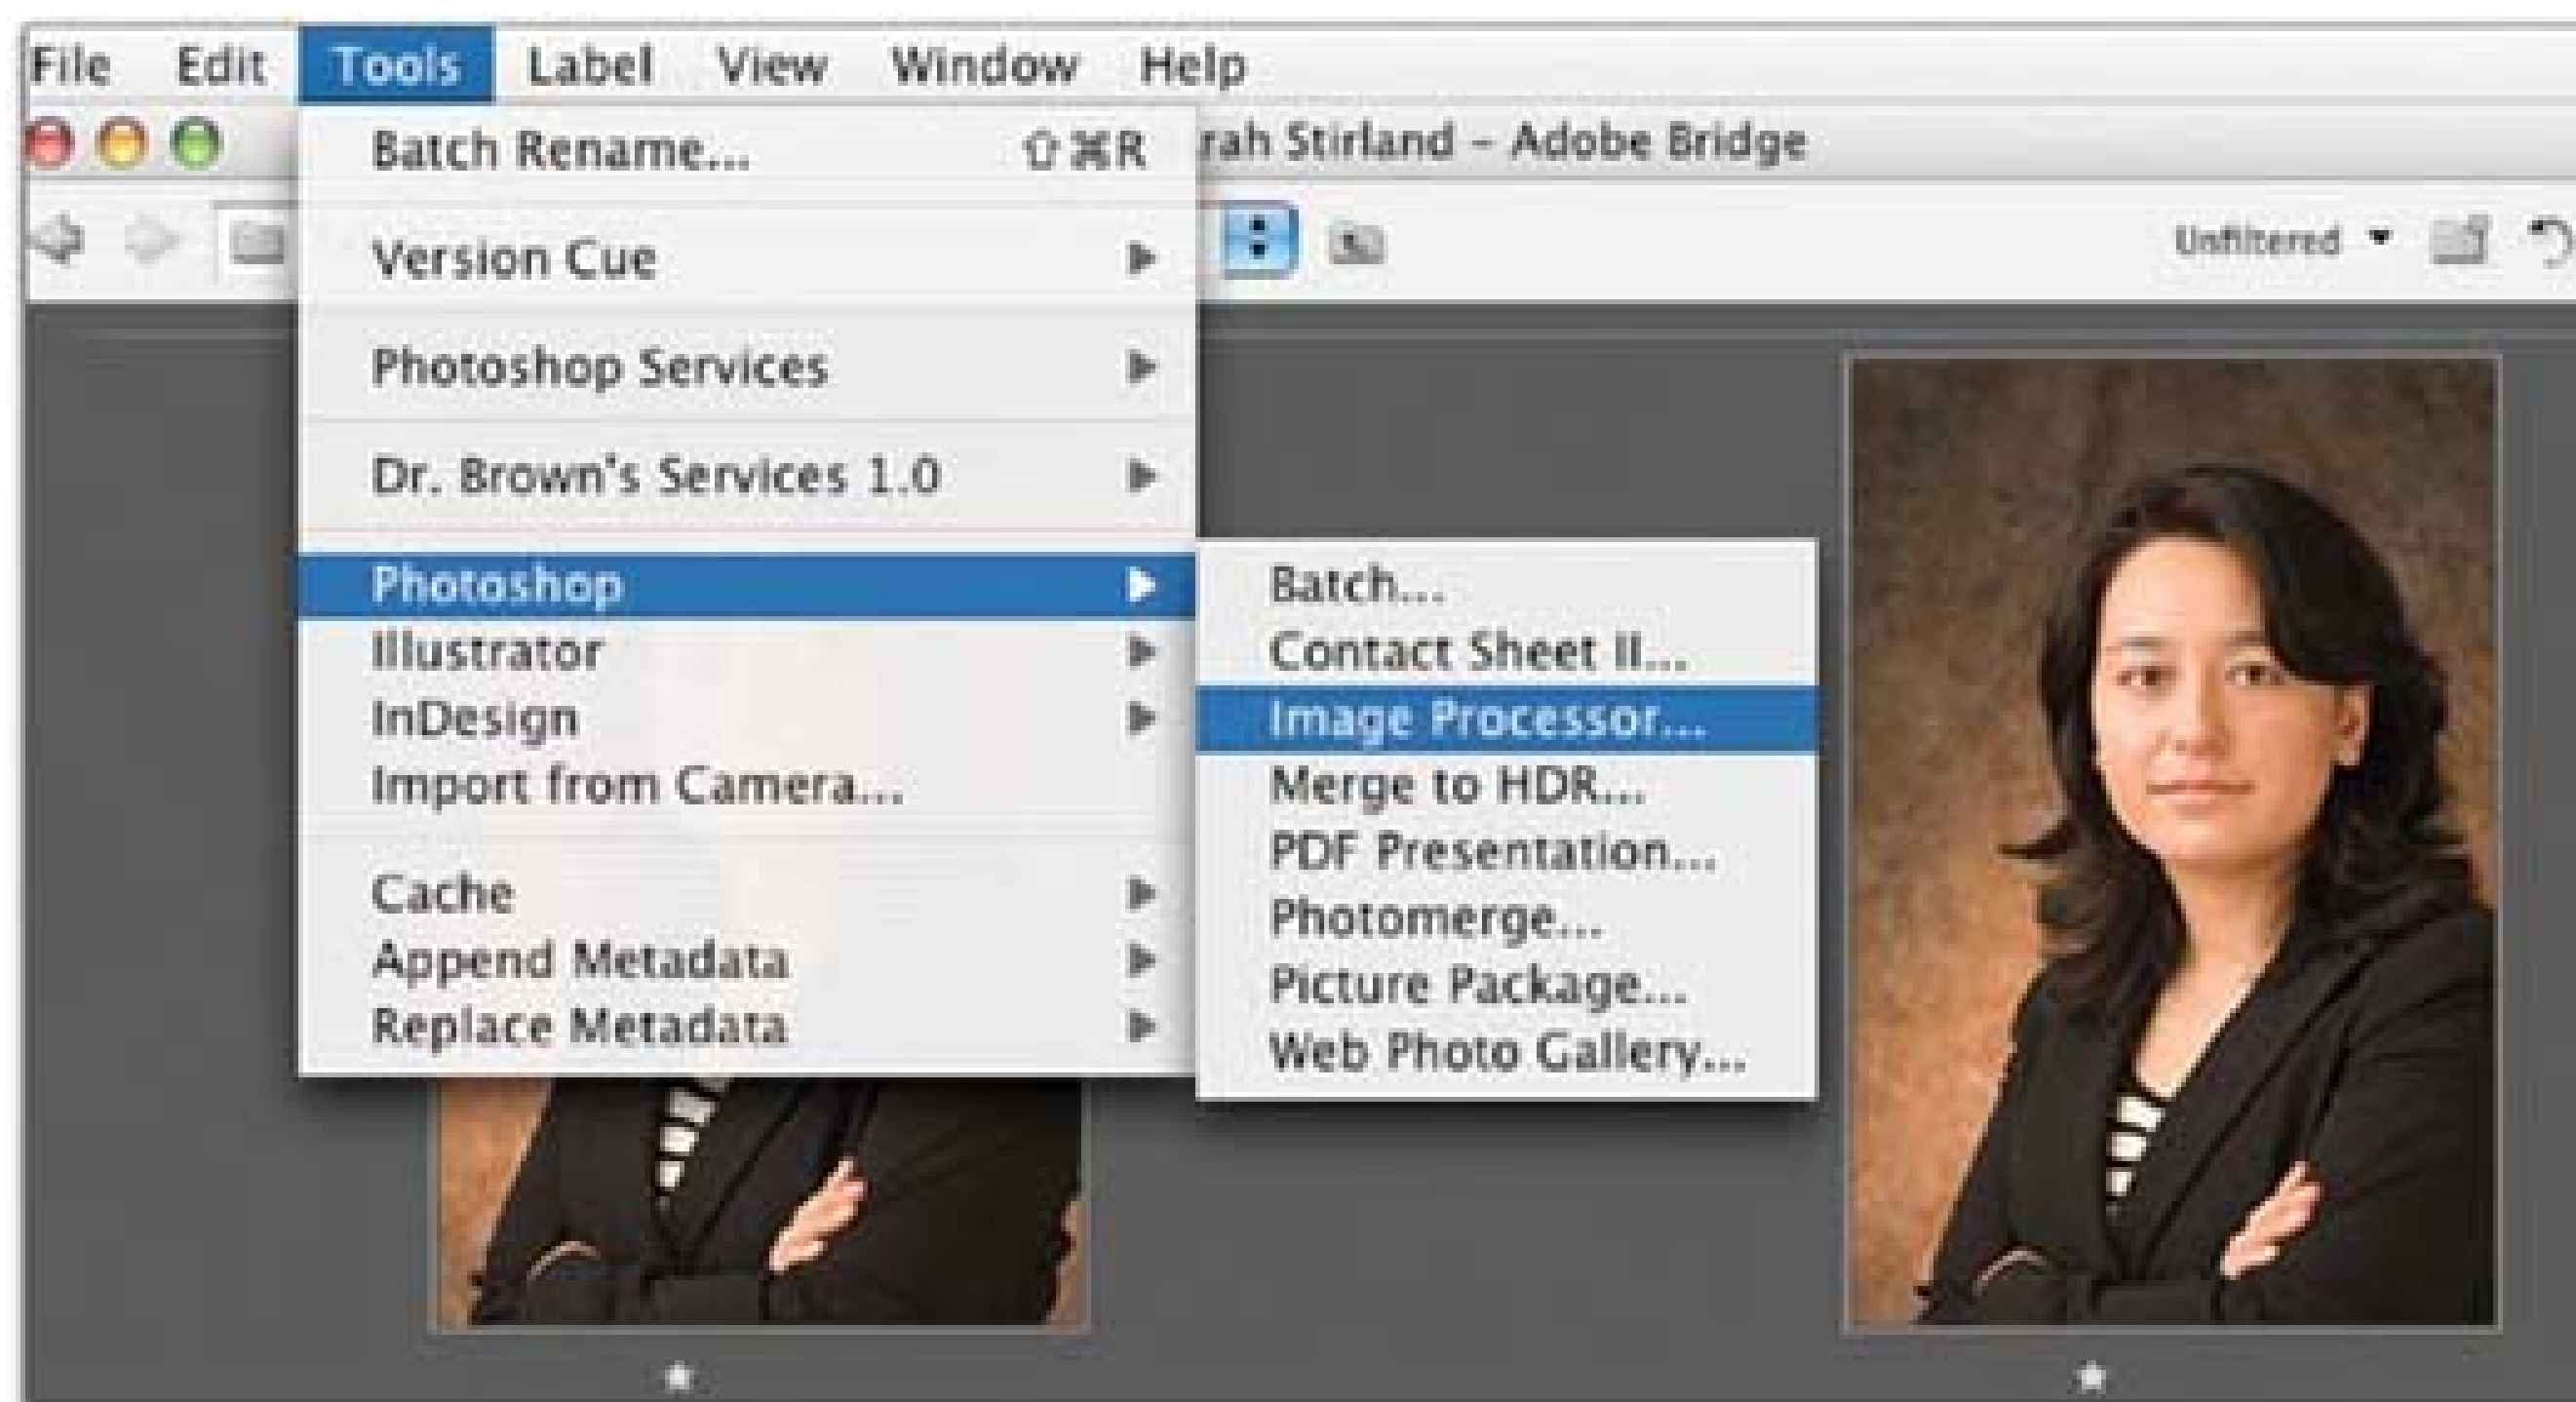 File Edit Tools Label View Window Help
rah Stirland – Adobe Bridge
Unfiltered
Batch Rename... ⇧⌘R
Version Cue
Photoshop Services
Dr. Brown's Services 1.0
Photoshop
Illustrator
InDesign
Import from Camera...
Cache
Append Metadata
Replace Metadata
Batch...
Contact Sheet II...
Image Processor...
Merge to HDR...
PDF Presentation...
Photomerge...
Picture Package...
Web Photo Gallery...